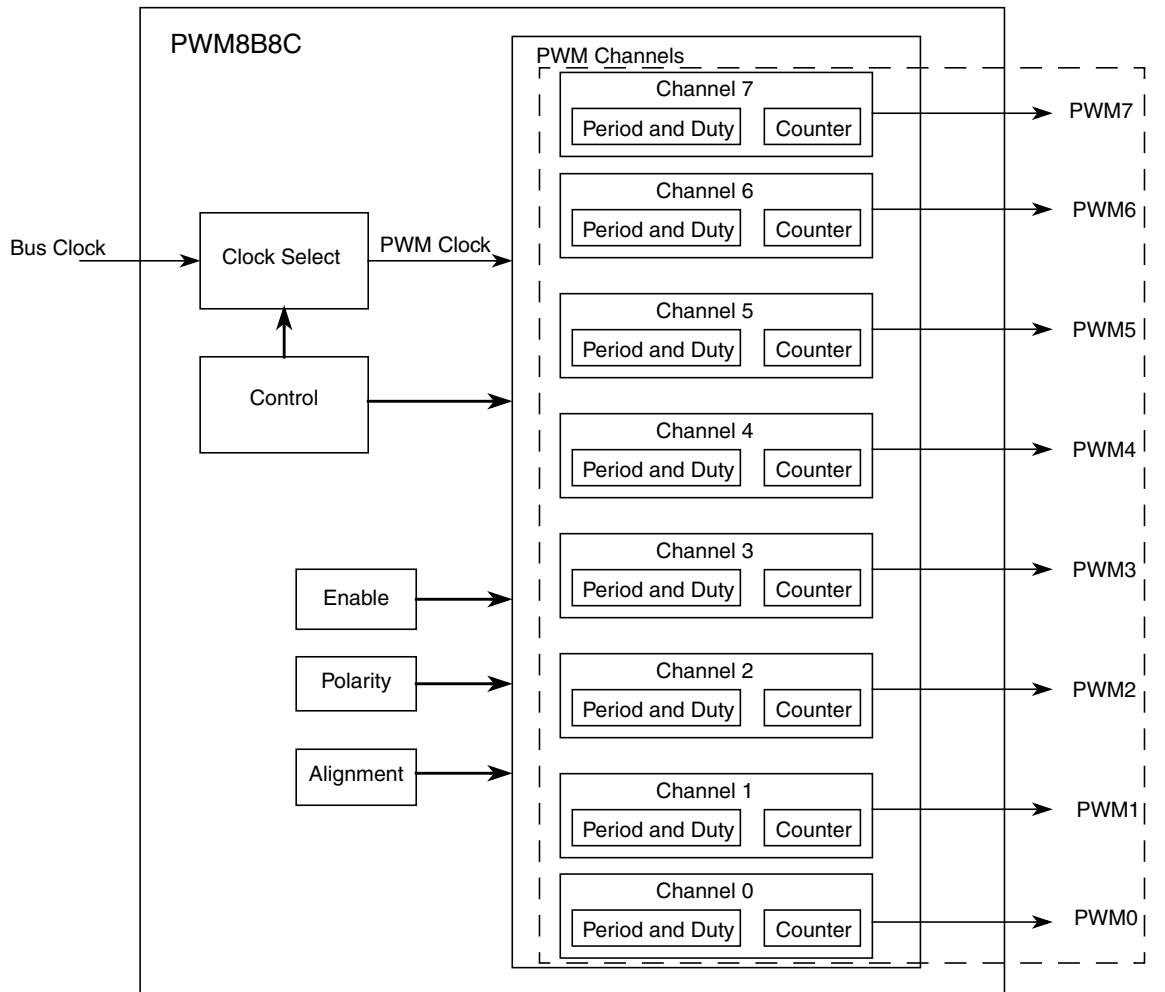 PWM8B8C
PWM Channels
Channel 7
Period and Duty
Counter
PWM7
Channel 6
Period and Duty
Counter
PWM6
Bus Clock
Clock Select
PWM Clock
Channel 5
Period and Duty
Counter
PWM5
Control
Channel 4
Period and Duty
Counter
PWM4
Channel 3
Period and Duty
Counter
PWM3
Enable
Polarity
Channel 2
Period and Duty
Counter
PWM2
Alignment
Channel 1
Period and Duty
Counter
PWM1
Channel 0
Period and Duty
Counter
PWM0